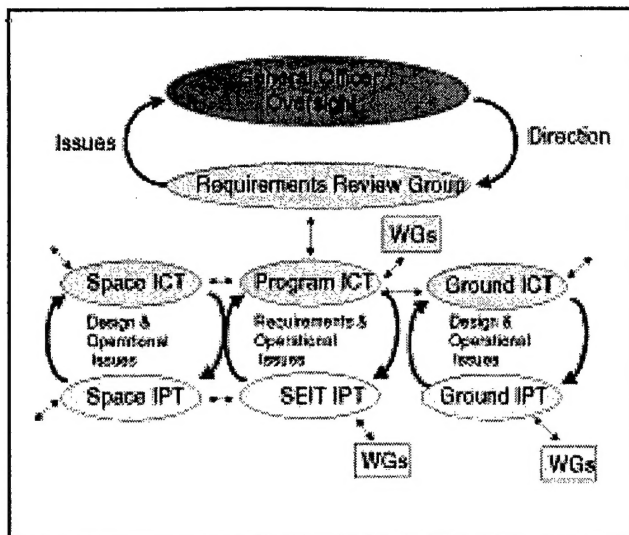 General Officer
Oversight
Issues
Direction
Requirements Review Group
WGs
Space ICT
Program ICT
Ground ICT
Design &
Operational
Issues
Requirements &
Operational
Issues
Design &
Operational
Issues
Space IPT
SEIT IPT
Ground IPT
WGs
WGs